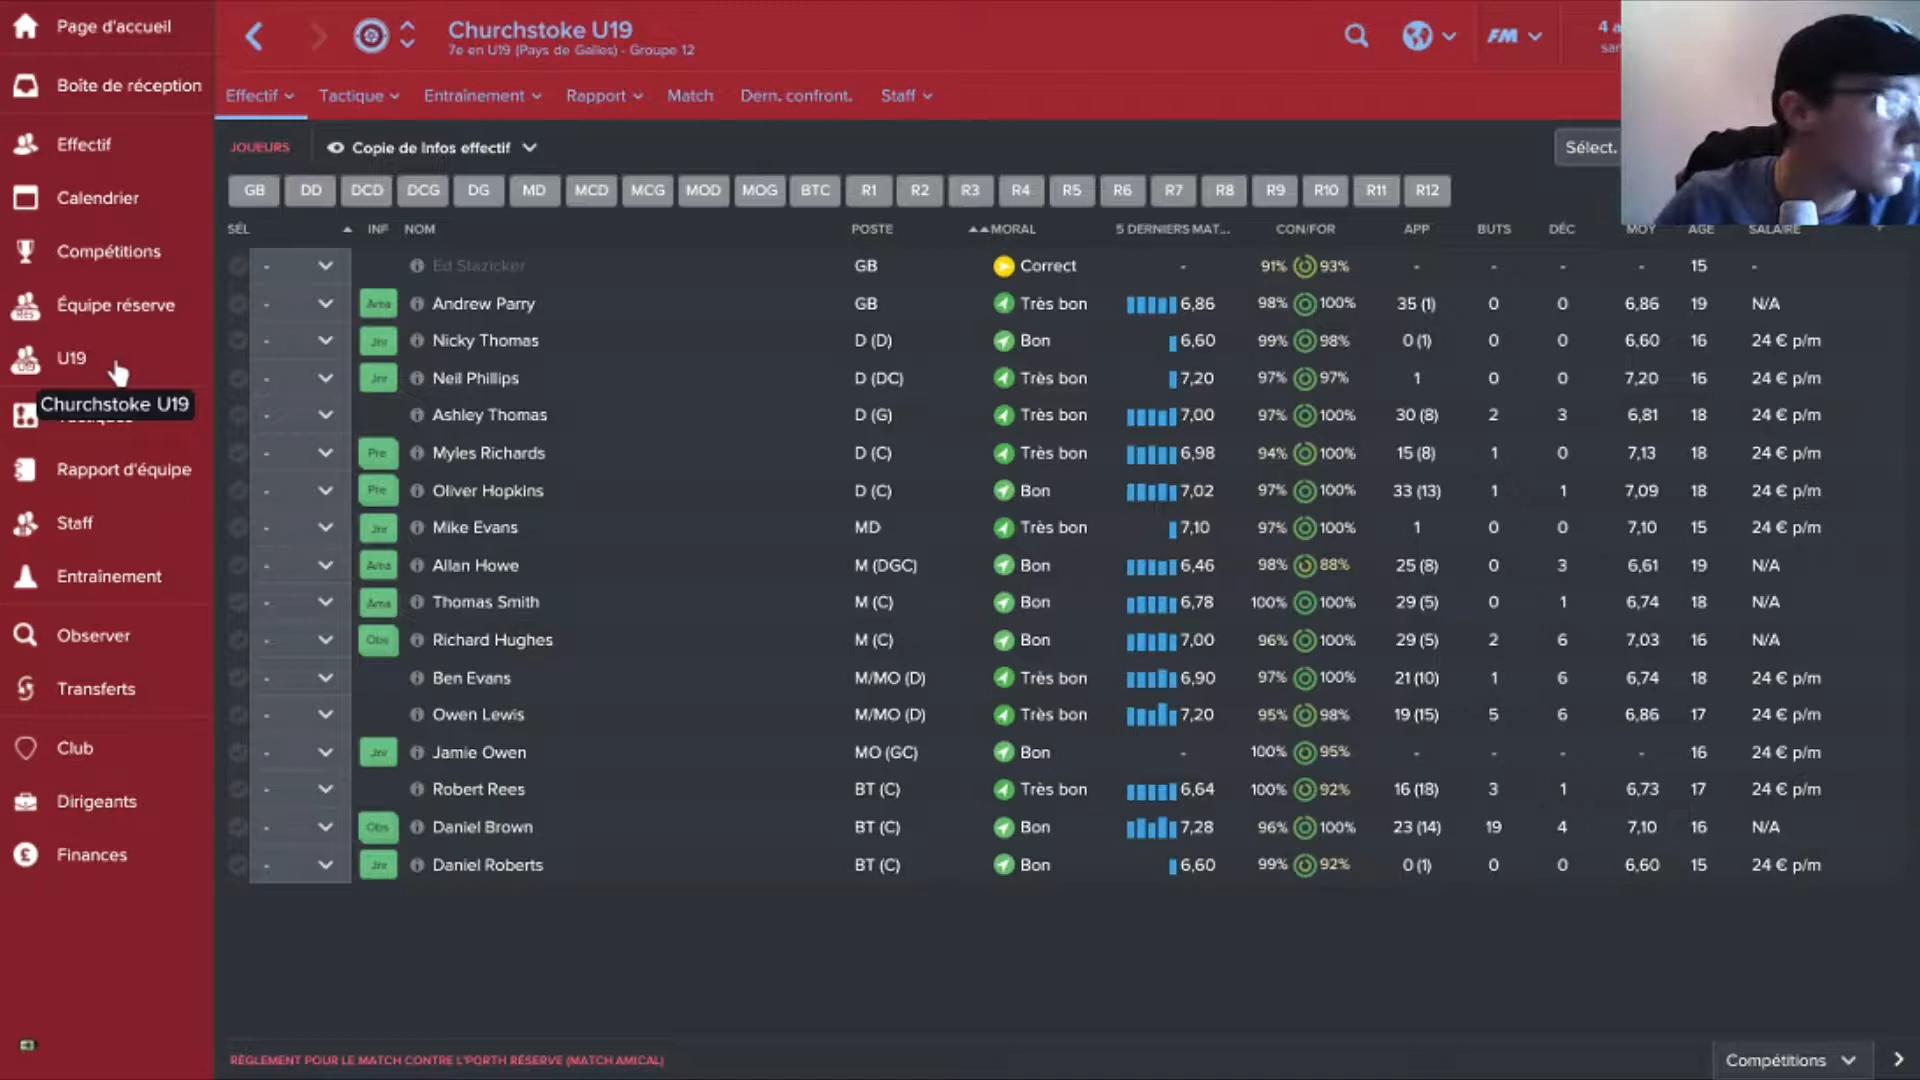 Page d'accueil
Boîte de réception
Effectif
Calendrier
Compétitions
Équipe réserve
U19
Churchstoke U19
Rapport d'équipe
Staff
Entraînement
Observer
Transferts
Club
Dirigeants
Finances
Churchstoke U19
7e en U19 (Pays de Galles) - Groupe 12
FM
4 a
Effectif Tactique Entraînement Rapport Match Dern. confront. Staff
JOUEURS Copie de Infos effectif Sélect.
GB DD DCD DCG DG MD MCD MCG MOD MOG BTC R1 R2 R3 R4 R5 R6 R7 R8 R9 R10 R11 R12
SÉL INF NOM POSTE MORAL 5 DERNIERS MAT... CON/FOR APP BUTS DÉC MOY AGE SALAIRE
- Ed Stazicker GB Correct - 91% 93% - - - - 15 -
- Ama Andrew Parry GB Très bon 6,86 98% 100% 35 (1) 0 0 6,86 19 N/A
- Jnr Nicky Thomas D (D) Bon 6,60 99% 98% 0 (1) 0 0 6,60 16 24 € p/m
- Jnr Neil Phillips D (DC) Très bon 7,20 97% 97% 1 0 0 7,20 16 24 € p/m
- Ashley Thomas D (G) Très bon 7,00 97% 100% 30 (8) 2 3 6,81 18 24 € p/m
- Pre Myles Richards D (C) Très bon 6,98 94% 100% 15 (8) 1 0 7,13 18 24 € p/m
- Pre Oliver Hopkins D (C) Bon 7,02 97% 100% 33 (13) 1 1 7,09 18 24 € p/m
- Jnr Mike Evans MD Très bon 7,10 97% 100% 1 0 0 7,10 15 24 € p/m
- Ama Allan Howe M (DGC) Bon 6,46 98% 88% 25 (8) 0 3 6,61 19 N/A
- Ama Thomas Smith M (C) Bon 6,78 100% 100% 29 (5) 0 1 6,74 18 N/A
- Obs Richard Hughes M (C) Bon 7,00 96% 100% 29 (5) 2 6 7,03 16 N/A
- Ben Evans M/MO (D) Très bon 6,90 97% 100% 21 (10) 1 6 6,74 18 24 € p/m
- Owen Lewis M/MO (D) Très bon 7,20 95% 98% 19 (15) 5 6 6,86 17 24 € p/m
- Jnr Jamie Owen MO (GC) Bon - 100% 95% - - - - 16 24 € p/m
- Robert Rees BT (C) Très bon 6,64 100% 92% 16 (18) 3 1 6,73 17 24 € p/m
- Obs Daniel Brown BT (C) Bon 7,28 96% 100% 23 (14) 19 4 7,10 16 N/A
- Jnr Daniel Roberts BT (C) Bon 6,60 99% 92% 0 (1) 0 0 6,60 15 24 € p/m
RÈGLEMENT POUR LE MATCH CONTRE L'PORTH RÉSERVE (MATCH AMICAL)
Compétitions